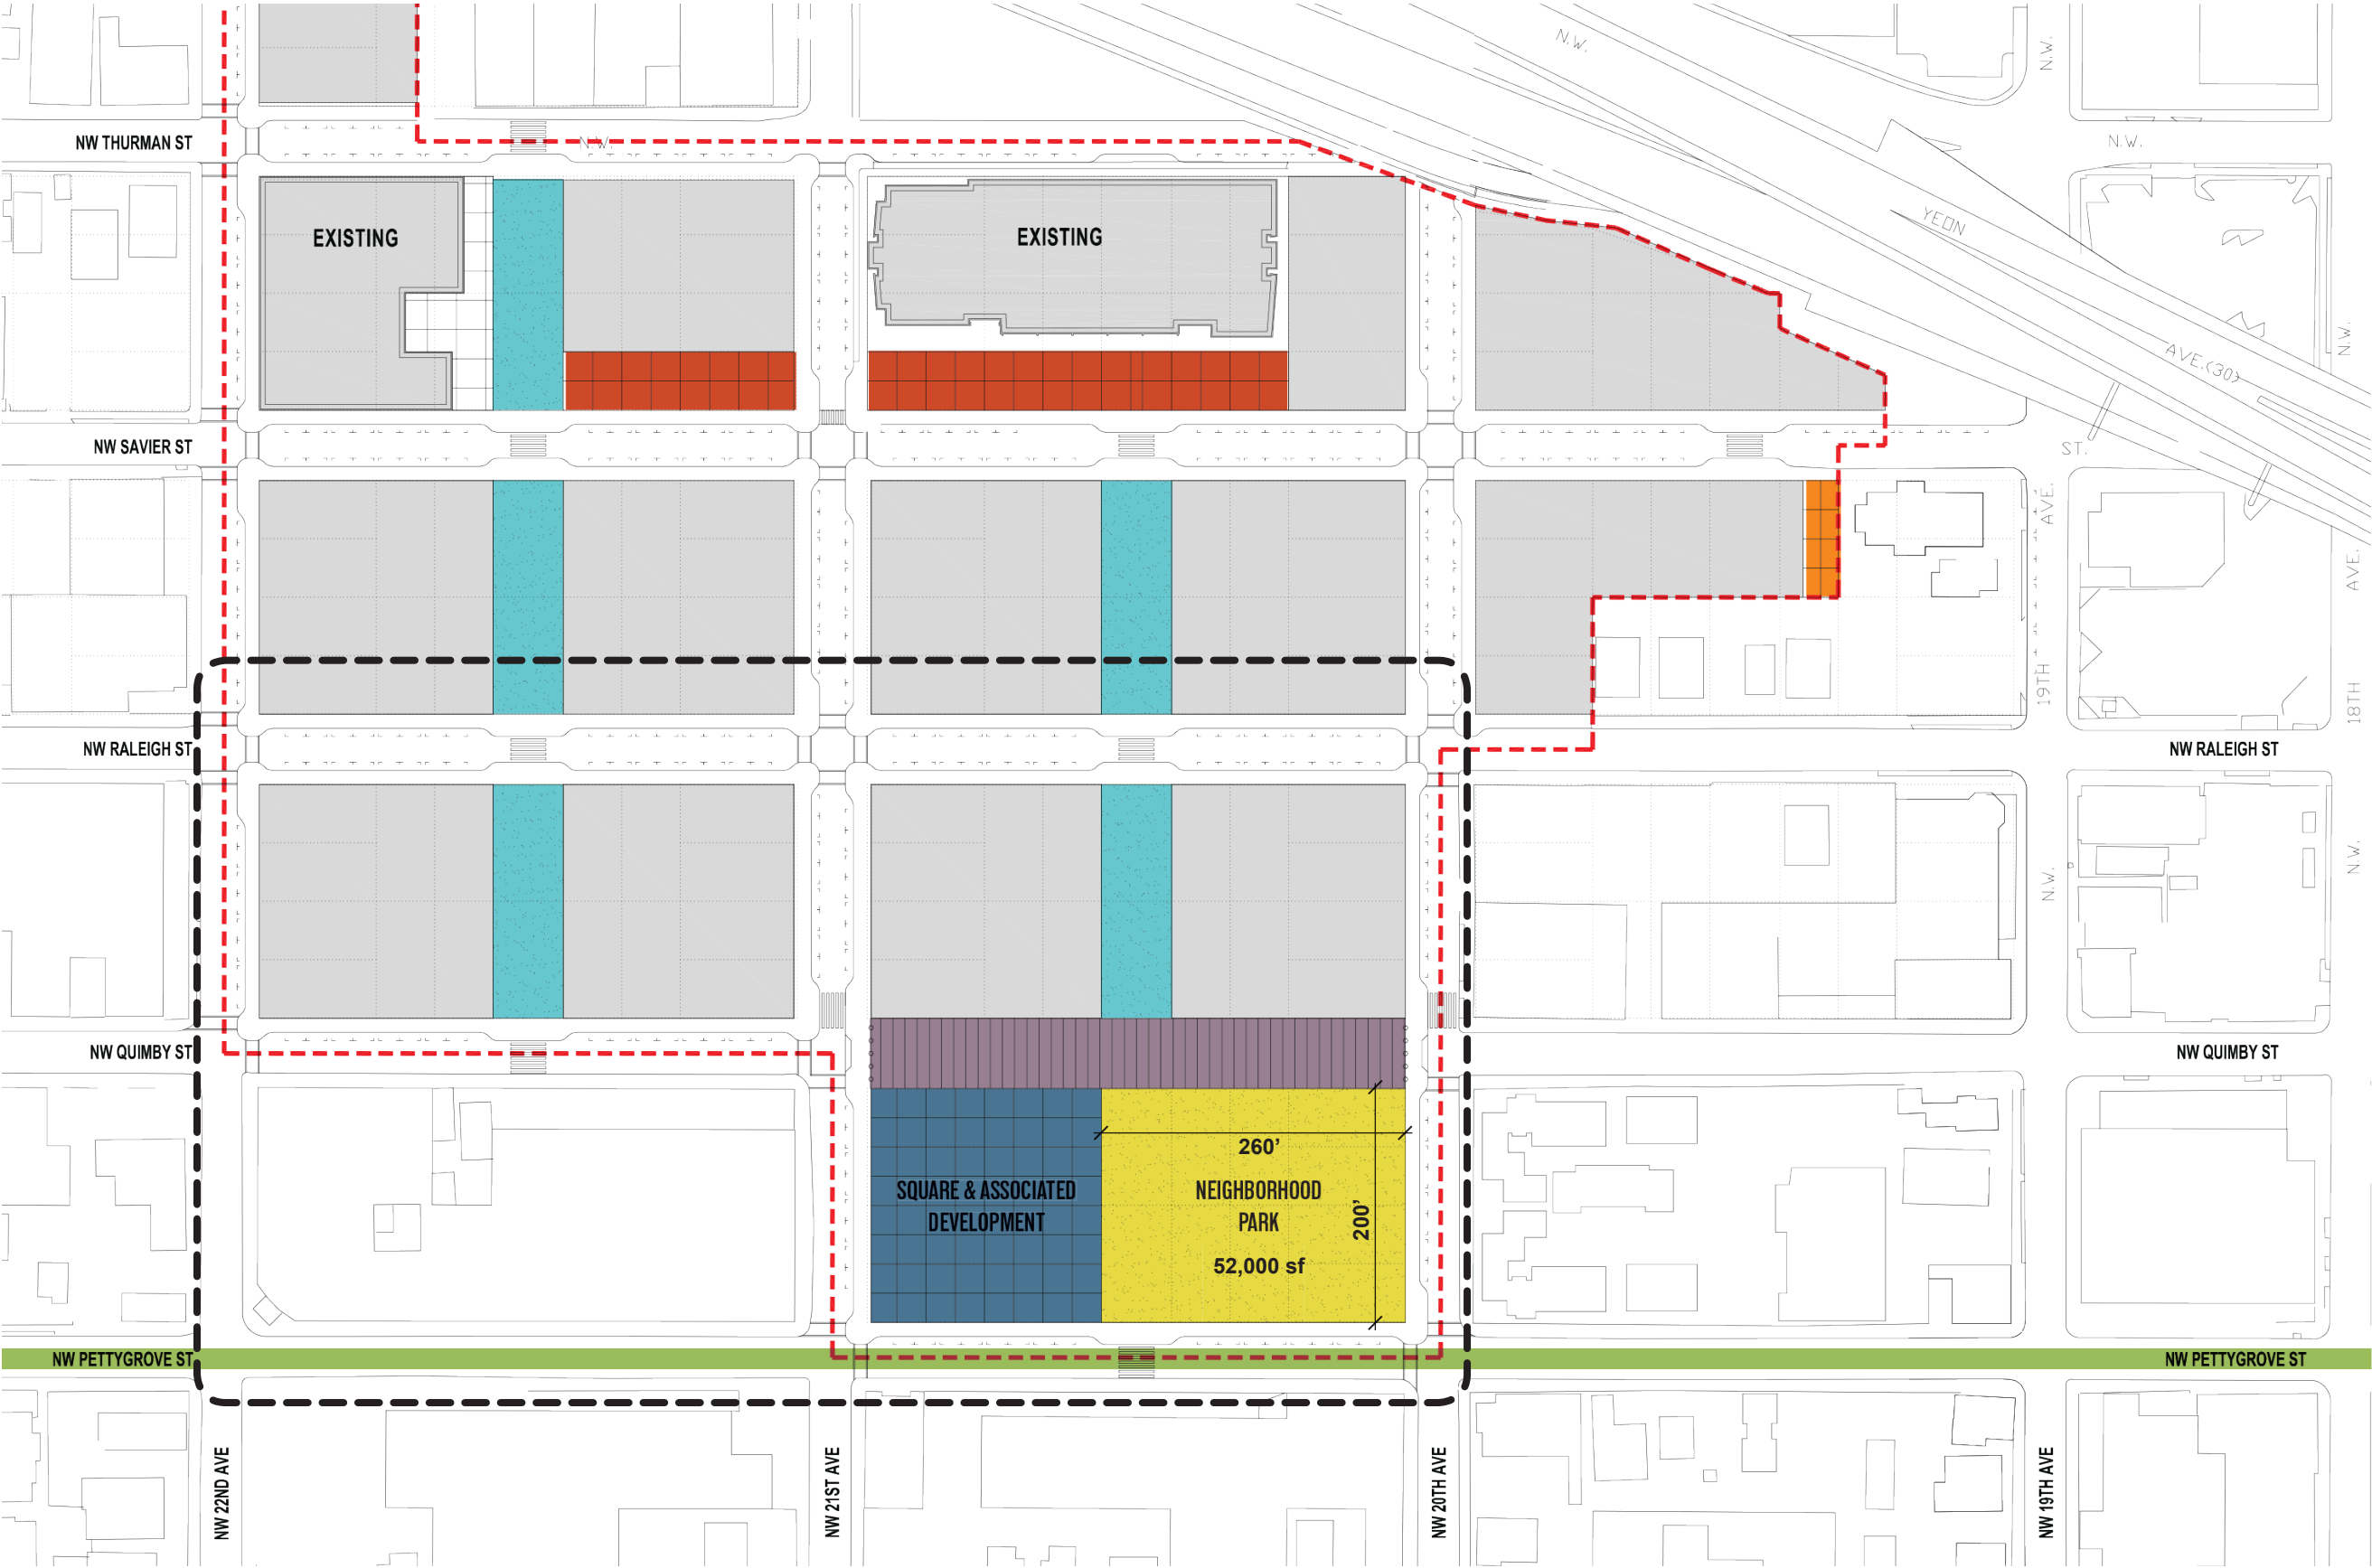 N.W.
N.W.
NW THURMAN ST
N.W.
N.W.
EXISTING
EXISTING
YEON
N.W.
AVE.(30)
NW SAVIER ST
ST.
AVE.
AVE.
19TH
18TH
NW RALEIGH ST
NW RALEIGH ST
N.W.
N.W.
NW QUIMBY ST
NW QUIMBY ST
260’
SQUARE & ASSOCIATED
DEVELOPMENT
NEIGHBORHOOD
PARK
200’
52,000 sf
NW PETTYGROVE ST
NW PETTYGROVE ST
NW 22ND AVE
NW 21ST AVE
NW 20TH AVE
NW 19TH AVE